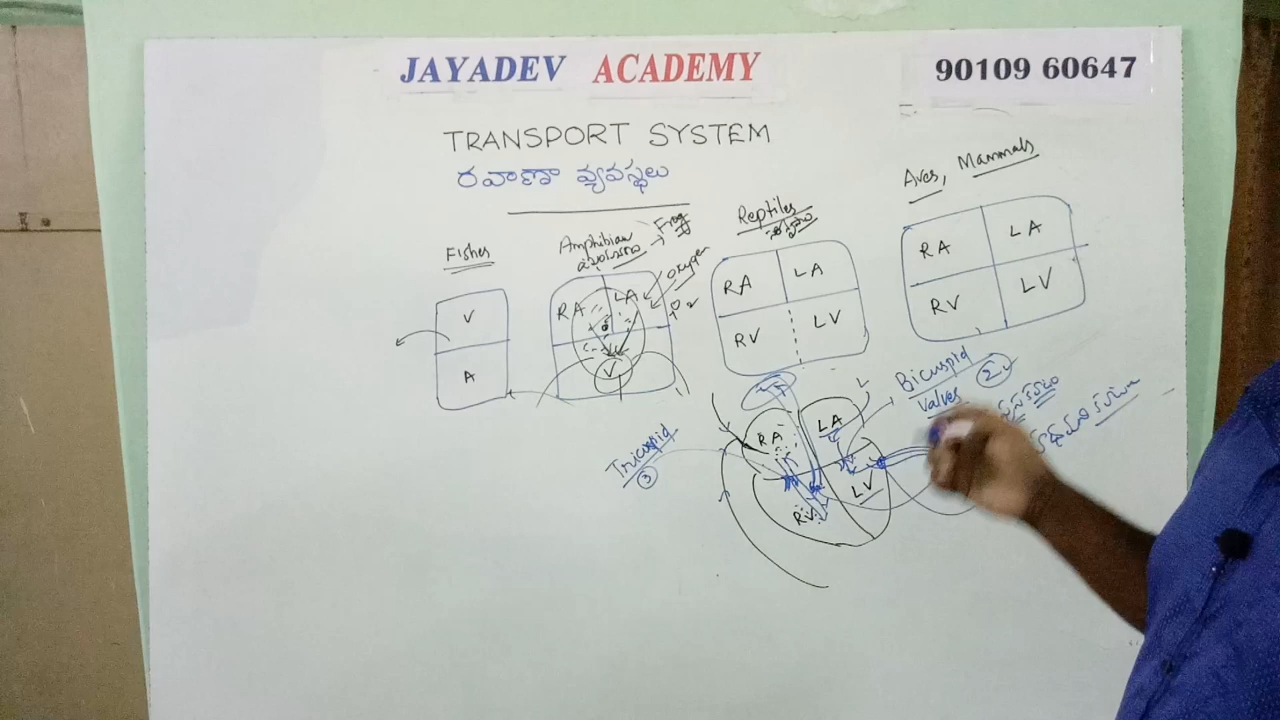 JAYADEV ACADEMY
90109 60647
TRANSPORT SYSTEM
రవాణా వ్యవస్థలు
Fishes
Amphibian
Frog
Reptiles
Aves, Mammals
oxygen
V
A
RA LA
V
RA LA
RV LV
RA LA
RV LV
Bicuspid
valves
Tricuspid
3
RA LA
RV LV